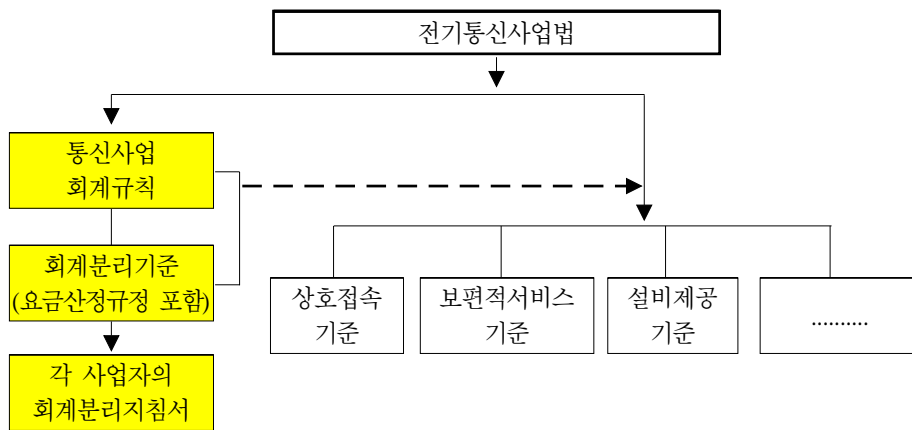 전기통신사업법
통신사업
회계규칙
회계분리기준
(요금산정규정 포함)
각 사업자의
회계분리지침서
상호접속
기준
보편적서비스
기준
설비제공
기준
..........